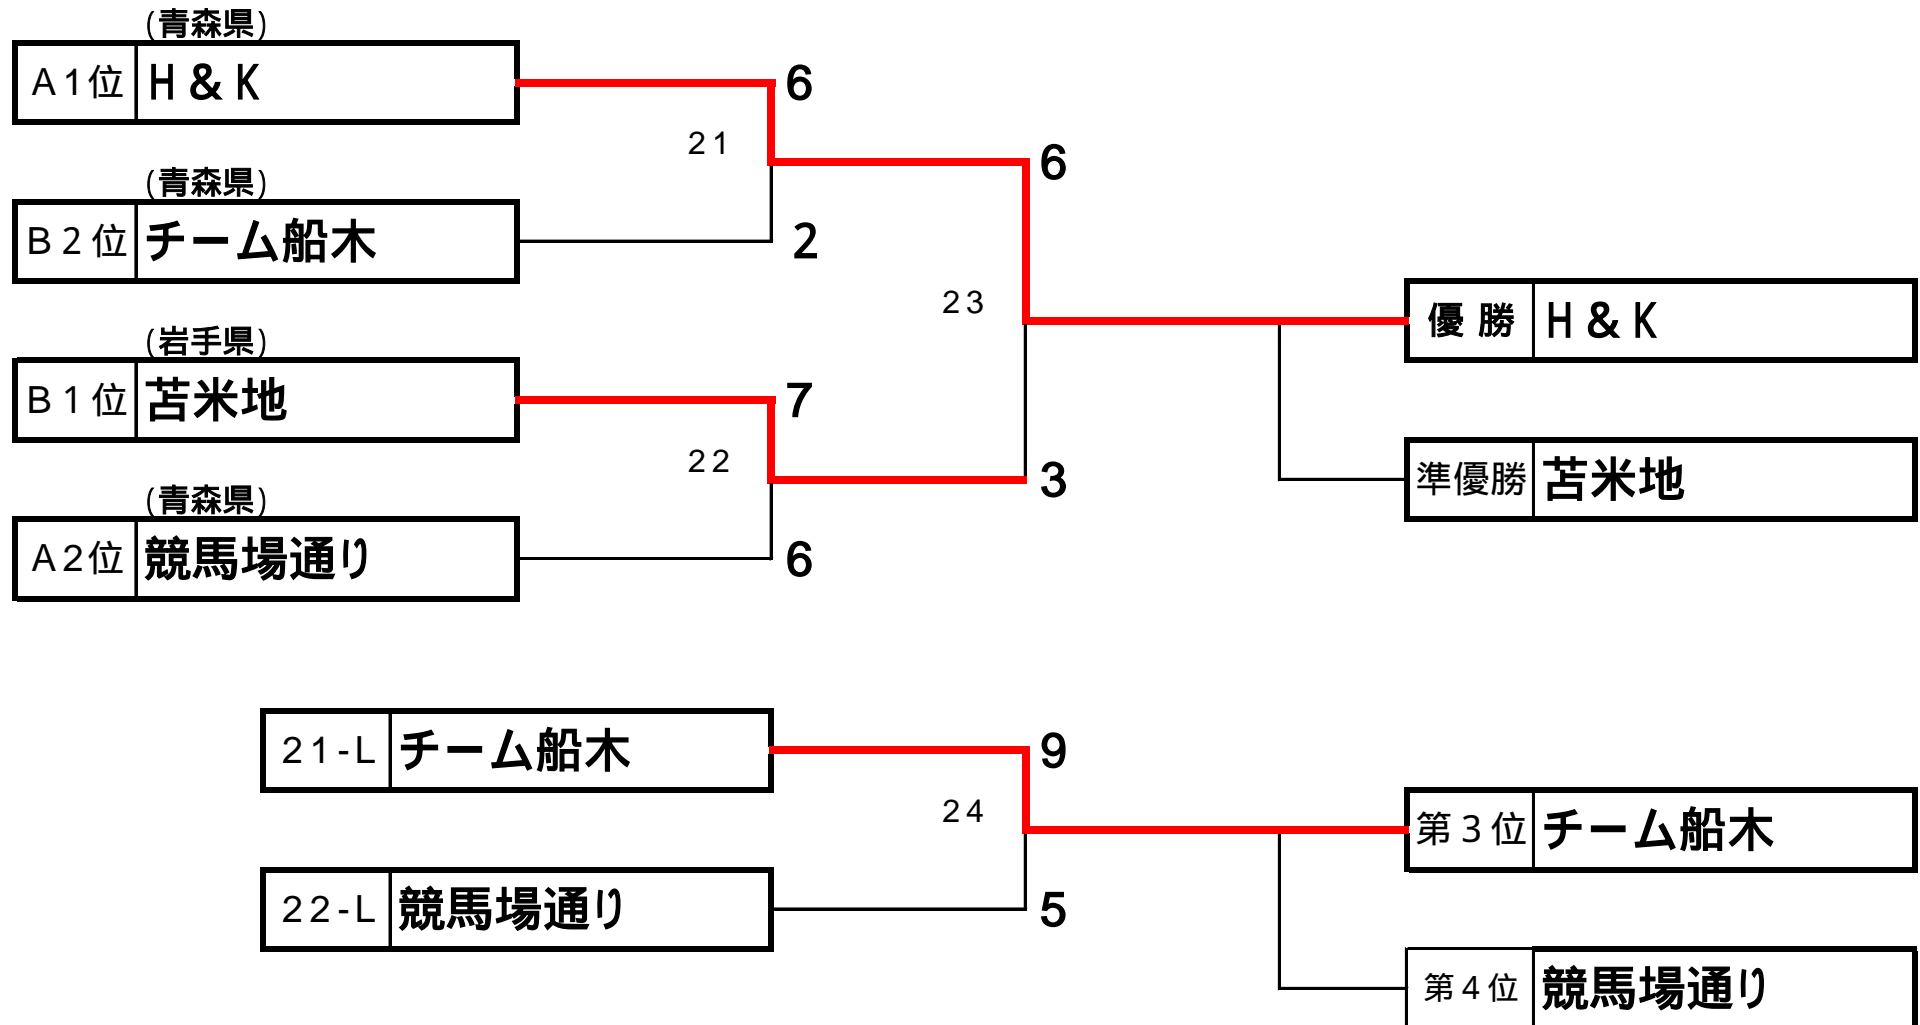 (青森県)
A1位 H&K 6
21
6
(青森県)
B2位 チーム船木 2
23
優勝 H&K
(岩手県)
B1位 苫米地 7
22
3
準優勝 苫米地
(青森県)
A2位 競馬場通り 6
21-L チーム船木 9
24
第3位 チーム船木
22-L 競馬場通り 5
第4位 競馬場通り